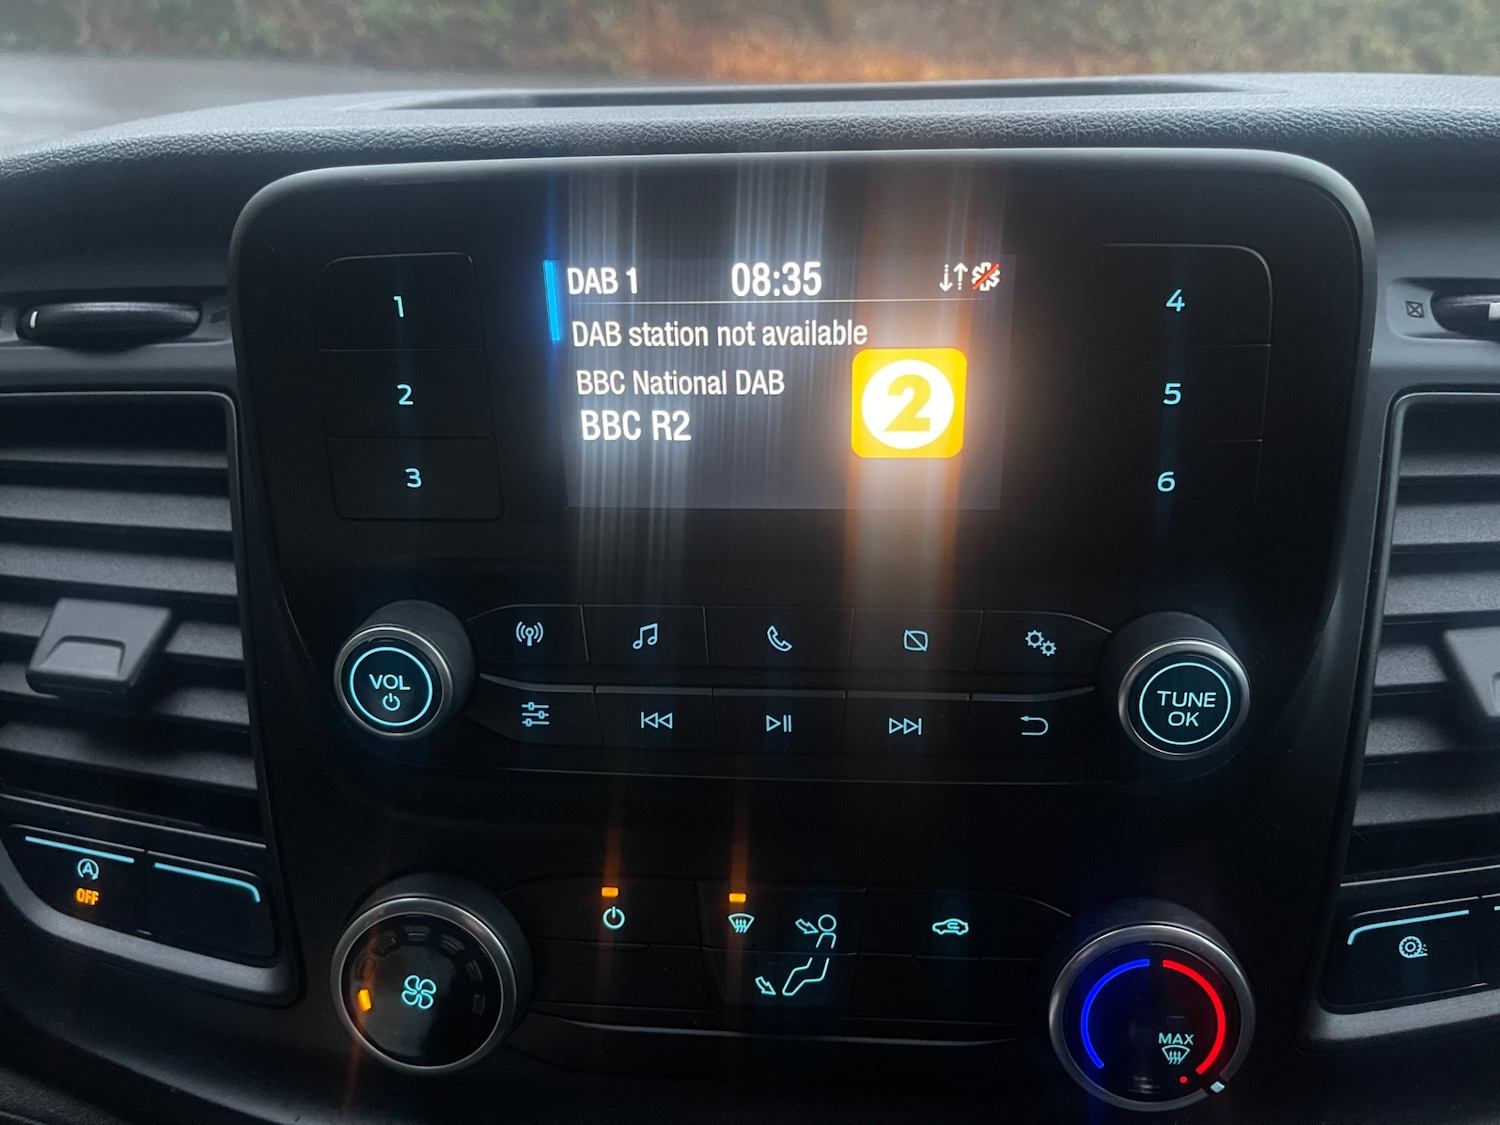 DAB 1 08:35
DAB station not available
BBC National DAB
BBC R2
2
1
2
3
4
5
6
VOL
TUNE
OK
A
OFF
MAX